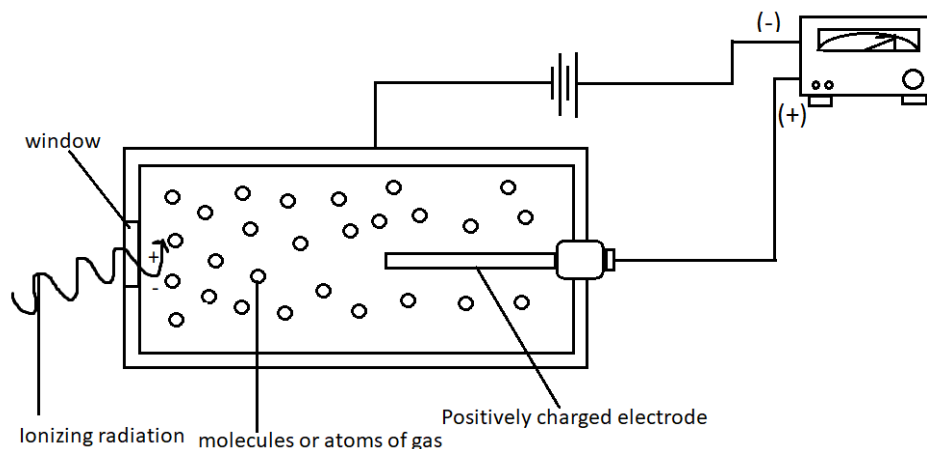 (-)
(+)
window
+
-
Positively charged electrode
Ionizing radiation
molecules or atoms of gas